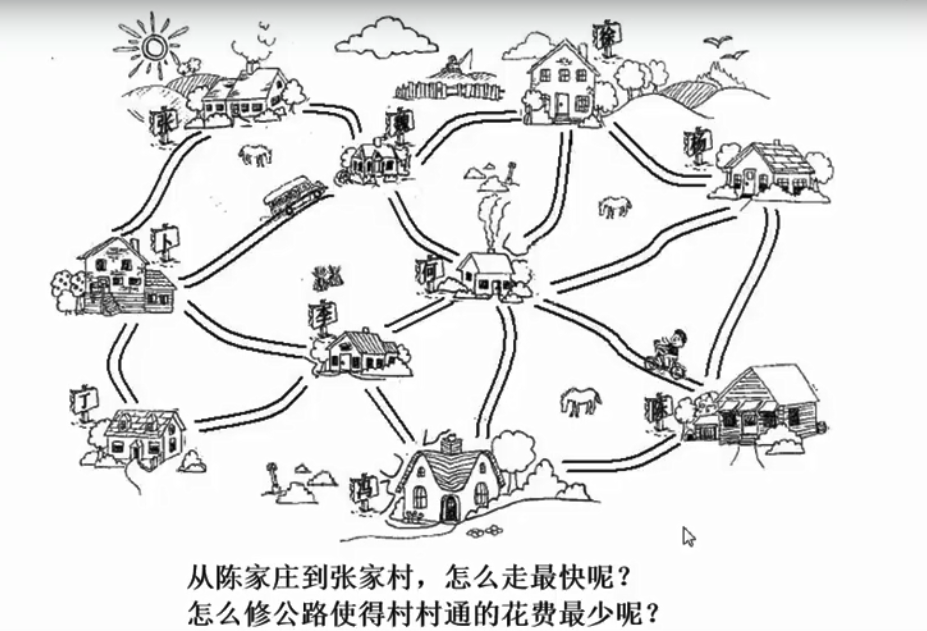 徐
张
魏
杨
卜
何
李
丁
陈
冯
从陈家庄到张家村，怎么走最快呢？
怎么修公路使得村村通的花费最少呢？